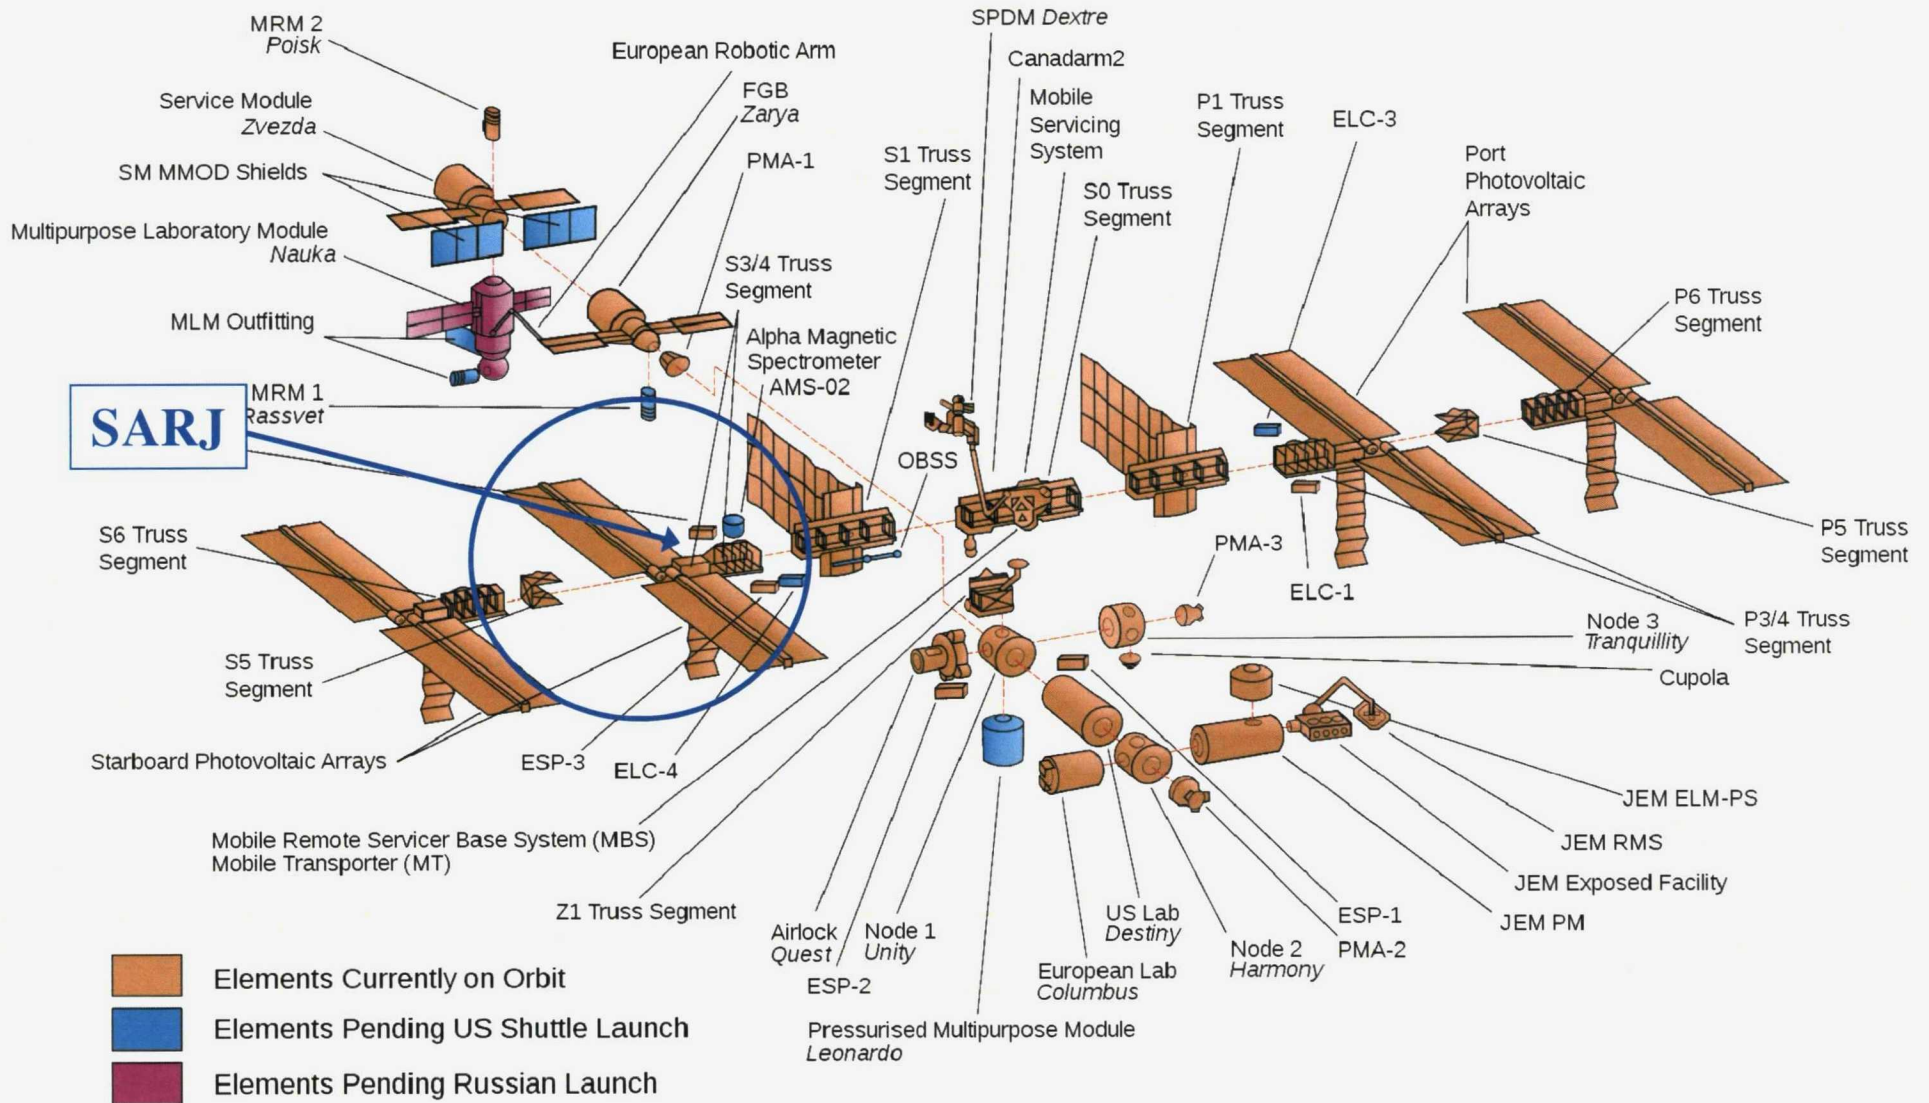 MRM 2
Poisk
Service Module
Zvezda
SM MMOD Shields
Multipurpose Laboratory Module
Nauka
MLM Outfitting
MRM 1
Rassvet
SARJ
European Robotic Arm
FGB
Zarya
PMA-1
S3/4 Truss
Segment
Alpha Magnetic
Spectrometer
AMS-02
S1 Truss
Segment
SPDM Dextre
Canadarm2
Mobile
Servicing
System
S0 Truss
Segment
P1 Truss
Segment
ELC-3
Port
Photovoltaic
Arrays
P6 Truss
Segment
OBSS
S6 Truss
Segment
S5 Truss
Segment
Starboard Photovoltaic Arrays
ESP-3
ELC-4
PMA-3
ELC-1
P5 Truss
Segment
Node 3
Tranquillity
P3/4 Truss
Segment
Cupola
Mobile Remote Servicer Base System (MBS)
Mobile Transporter (MT)
Z1 Truss Segment
Airlock
Quest
ESP-2
Node 1
Unity
Pressurised Multipurpose Module
Leonardo
European Lab
Columbus
US Lab
Destiny
Node 2
Harmony
ESP-1
PMA-2
JEM ELM-PS
JEM RMS
JEM Exposed Facility
JEM PM
Elements Currently on Orbit
Elements Pending US Shuttle Launch
Elements Pending Russian Launch